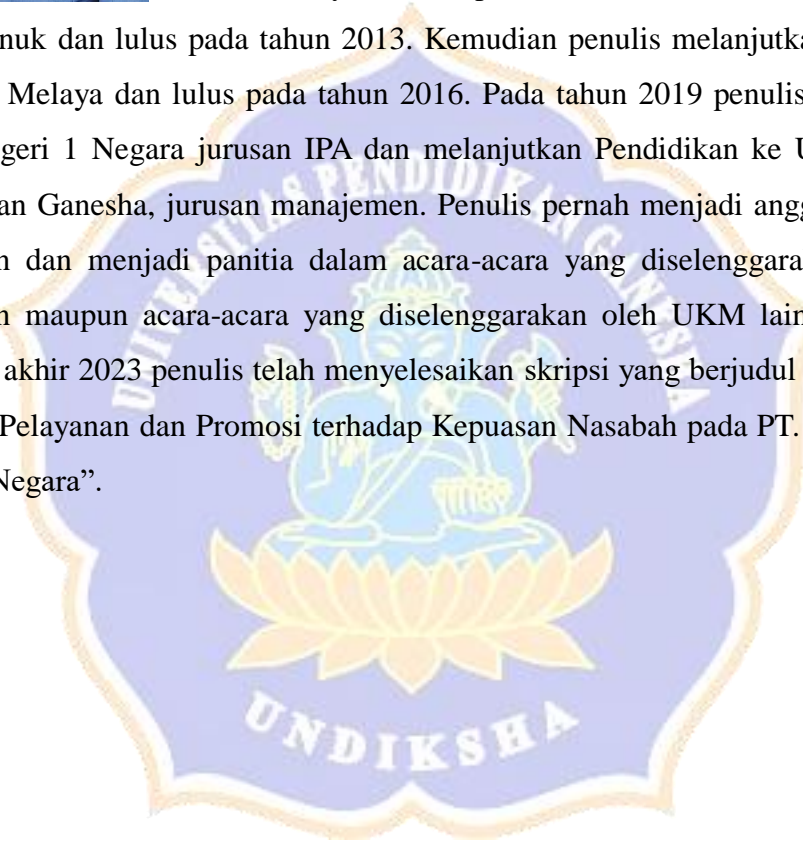 nuk dan lulus pada tahun 2013. Kemudian penulis melanjutka
Melaya dan lulus pada tahun 2016. Pada tahun 2019 penulis
geri 1 Negara jurusan IPA dan melanjutkan Pendidikan ke U
an Ganesha, jurusan manajemen. Penulis pernah menjadi angg
n dan menjadi panitia dalam acara-acara yang diselenggara
n maupun acara-acara yang diselenggarakan oleh UKM lain
akhir 2023 penulis telah menyelesaikan skripsi yang berjudul
Pelayanan dan Promosi terhadap Kepuasan Nasabah pada PT.
Negara”.
UNIVERSITAS PENDIDIKAN GANESHA
UNDIKSHA